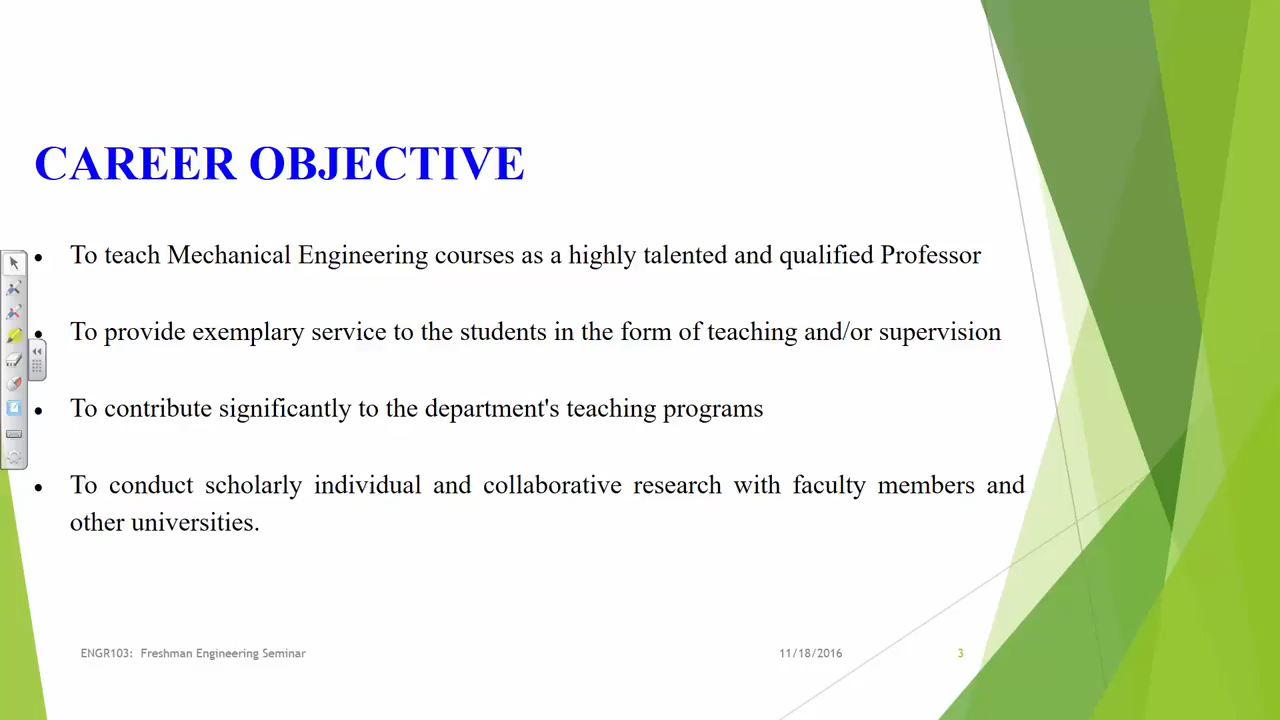 CAREER OBJECTIVE
• To teach Mechanical Engineering courses as a highly talented and qualified Professor
• To provide exemplary service to the students in the form of teaching and/or supervision
• To contribute significantly to the department's teaching programs
• To conduct scholarly individual and collaborative research with faculty members and
other universities.
ENGR103: Freshman Engineering Seminar 11/18/2016 3